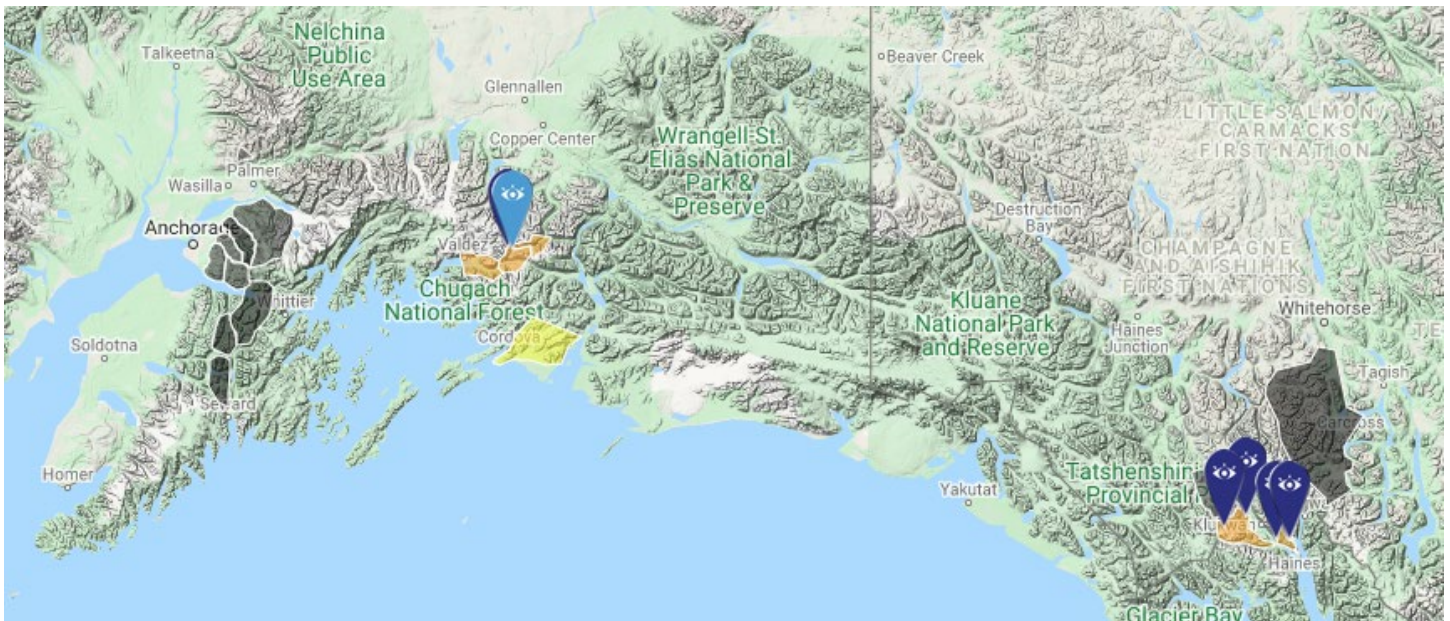 Nelchina
Public
Use Area
Talkeetna
Glennallen
Copper Center
Beaver Creek
LITTLE SALMON/
CARMACKS
FIRST NATION
Wrangell-St.
Elias National
Park &
Preserve
Palmer
Wasilla
Anchorage
Valdez
Destruction
Bay
CHAMPAGNE
AND AISHIHIK
FIRST NATIONS
Chugach
National Forest
Whittier
Kluane
National Park
and Reserve
Whitehorse
Haines
Junction
Cordova
Soldotna
Tagish
Seward
Carcross
Homer
Yakutat
Tatshenshin
Provincial
Klukwan
Haines
Glacier Bay